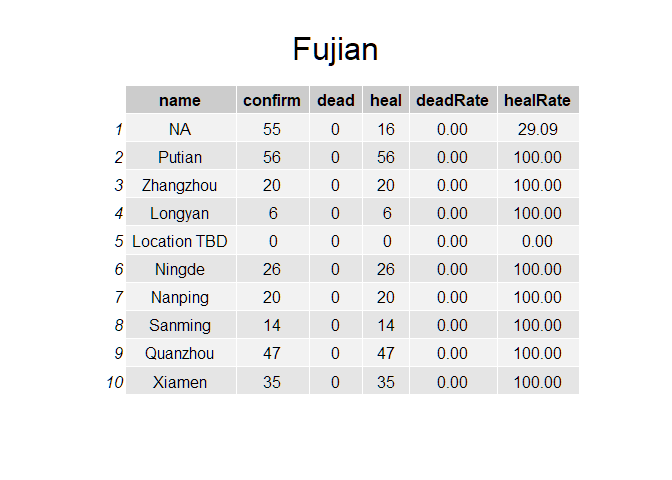 Fujian
name confirm dead heal deadRate healRate
1 NA 55 0 16 0.00 29.09
2 Putian 56 0 56 0.00 100.00
3 Zhangzhou 20 0 20 0.00 100.00
4 Longyan 6 0 6 0.00 100.00
5 Location TBD 0 0 0 0.00 0.00
6 Ningde 26 0 26 0.00 100.00
7 Nanping 20 0 20 0.00 100.00
8 Sanming 14 0 14 0.00 100.00
9 Quanzhou 47 0 47 0.00 100.00
10 Xiamen 35 0 35 0.00 100.00